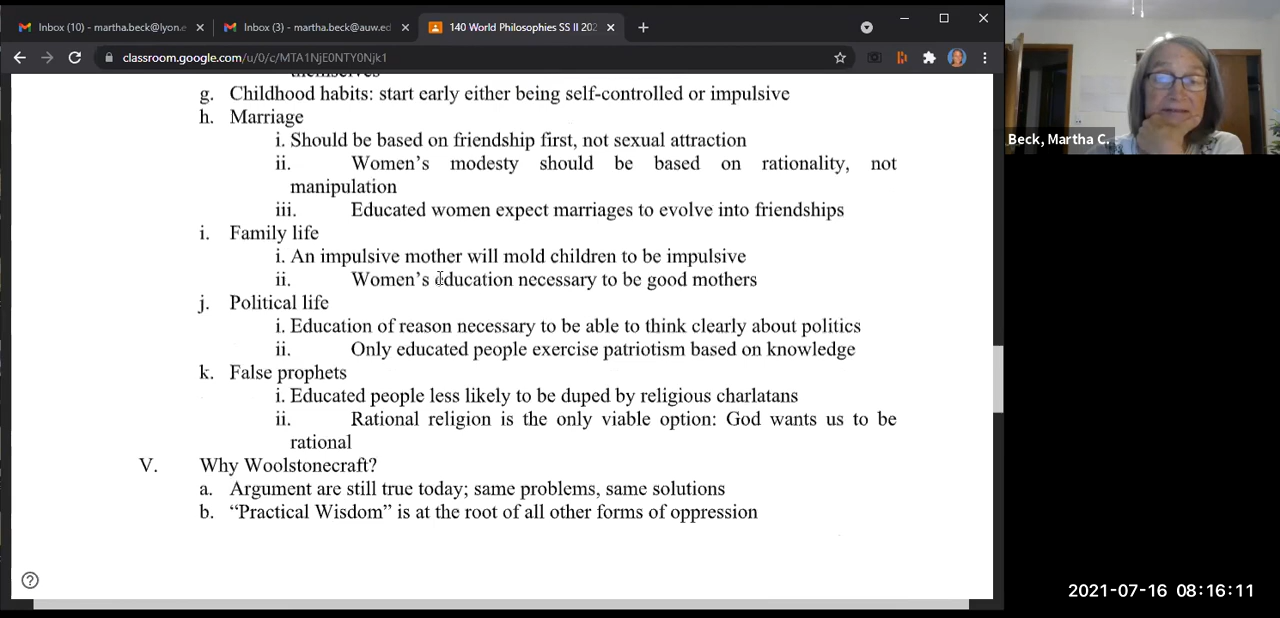 Inbox (10) - martha.beck@lyon.e
Inbox (3) - martha.beck@auw.ed
140 World Philosophies SS II 202
classroom.google.com/u/0/c/MTA1NjE0NTY0Njk1
themselves
g. Childhood habits: start early either being self-controlled or impulsive
h. Marriage
i. Should be based on friendship first, not sexual attraction
ii. Women's modesty should be based on rationality, not
manipulation
iii. Educated women expect marriages to evolve into friendships
i. Family life
i. An impulsive mother will mold children to be impulsive
ii. Women's education necessary to be good mothers
j. Political life
i. Education of reason necessary to be able to think clearly about politics
ii. Only educated people exercise patriotism based on knowledge
k. False prophets
i. Educated people less likely to be duped by religious charlatans
ii. Rational religion is the only viable option: God wants us to be
rational
V. Why Woolstonecraft?
a. Argument are still true today; same problems, same solutions
b. “Practical Wisdom” is at the root of all other forms of oppression
Beck, Martha C.
2021-07-16 08:16:11